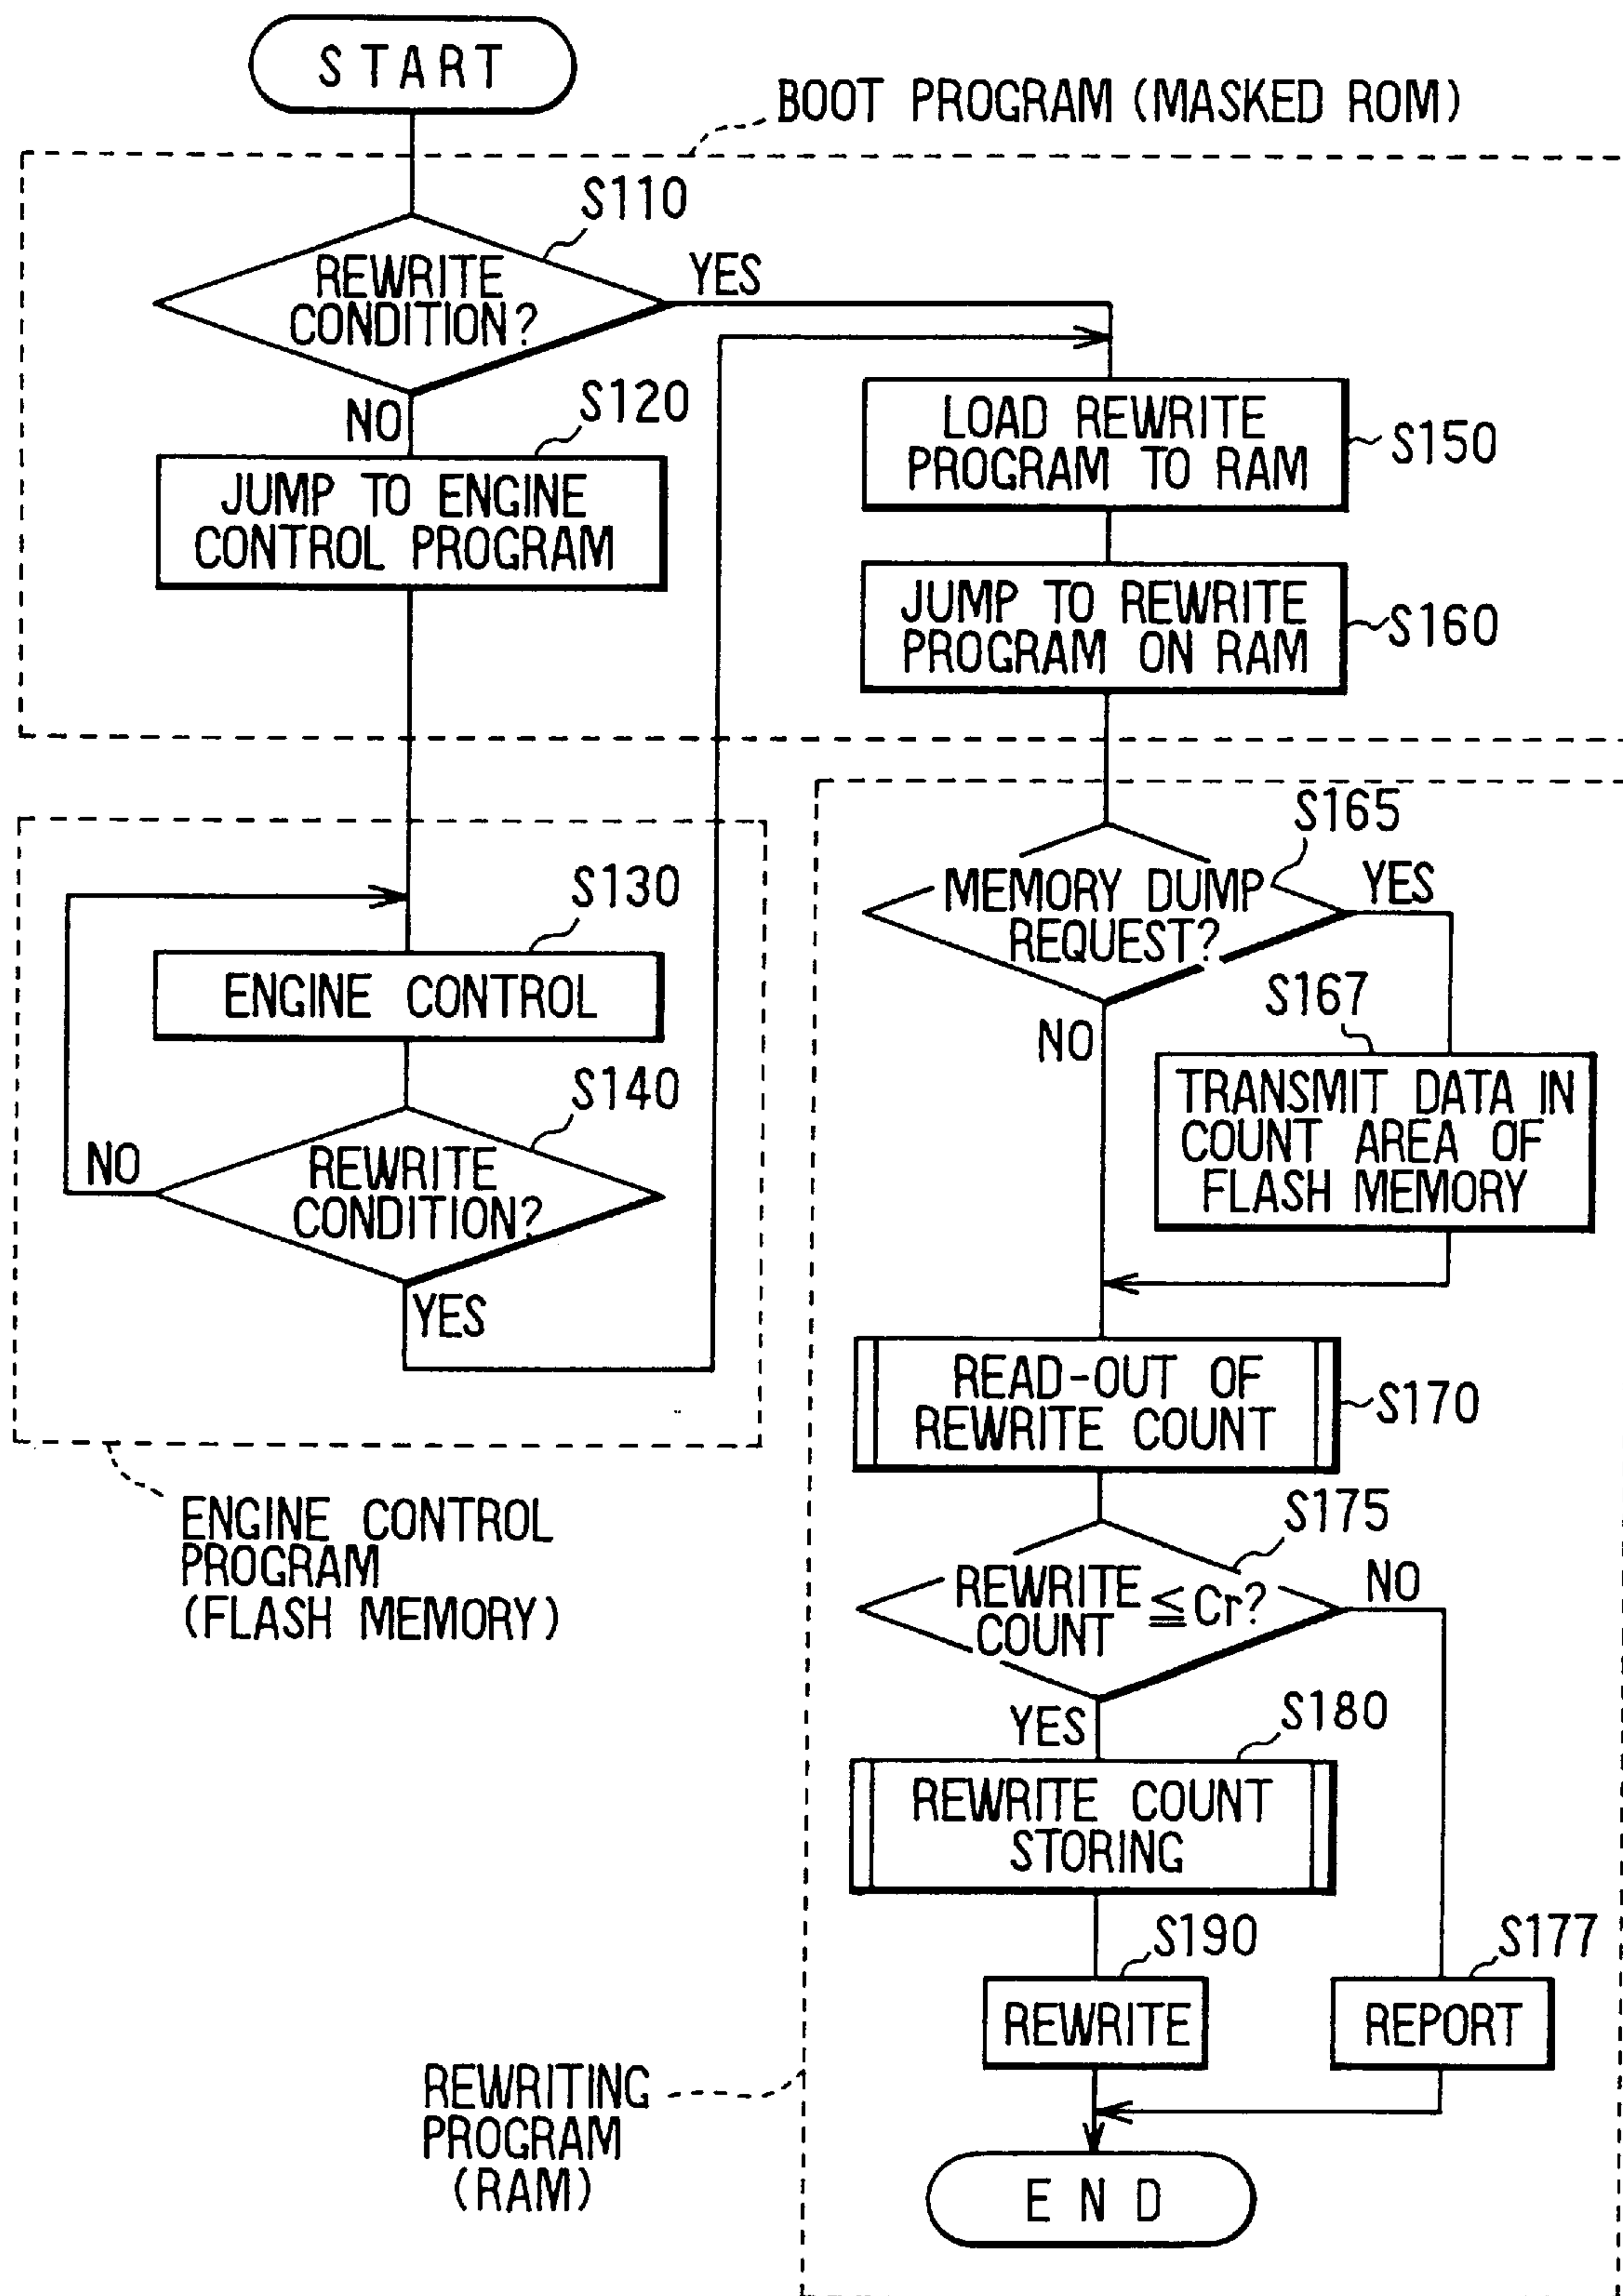 START
BOOT PROGRAM (MASKED ROM)
S110
REWRITE
CONDITION?
YES
NO
S120
JUMP TO ENGINE
CONTROL PROGRAM
LOAD REWRITE
PROGRAM TO RAM
S150
JUMP TO REWRITE
PROGRAM ON RAM
S160
S130
ENGINE CONTROL
S140
REWRITE
CONDITION?
NO
YES
ENGINE CONTROL
PROGRAM
(FLASH MEMORY)
S165
MEMORY DUMP
REQUEST?
YES
NO
S167
TRANSMIT DATA IN
COUNT AREA OF
FLASH MEMORY
READ-OUT OF
REWRITE COUNT
S170
S175
REWRITE
COUNT ≦Cr?
NO
YES
S180
REWRITE COUNT
STORING
S190
REWRITE
S177
REPORT
REWRITING
PROGRAM
(RAM)
END